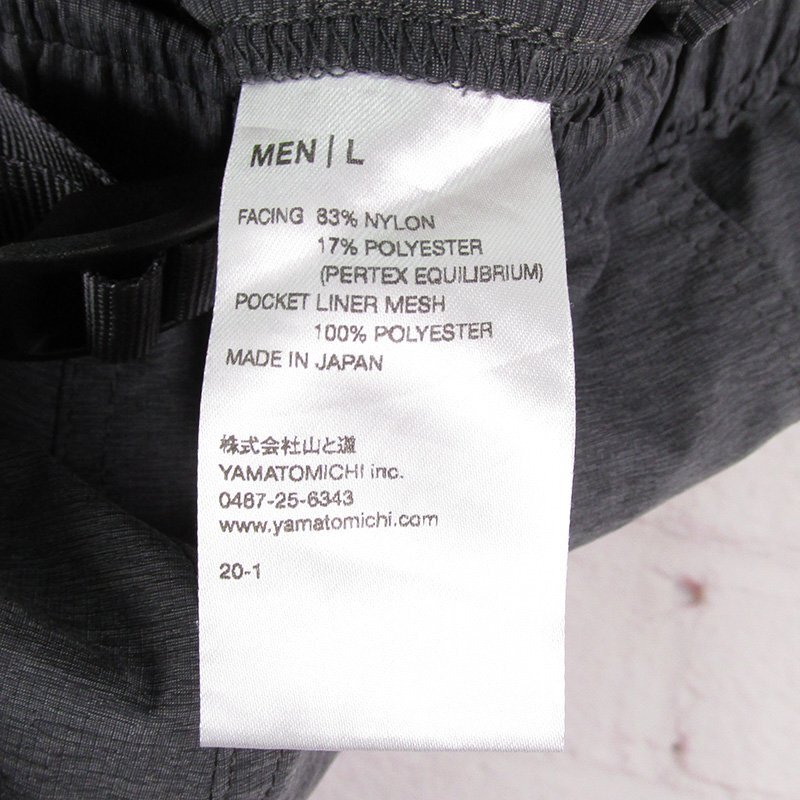 MEN | L
FACING 83% NYLON
17% POLYESTER
(PERTEX EQUILIBRIUM)
POCKET LINER MESH
100% POLYESTER
MADE IN JAPAN
株式会社山と道
YAMATOMICHI inc.
0467-25-6343
www.yamatomichi.com
20-1